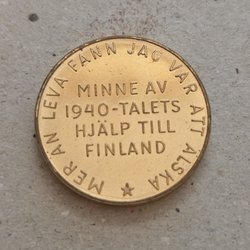 MER ÄN LEVA FANN JAG VAR ATT ÄLSKA
MINNE AV
1940-TALETS
HJÄLP TILL
FINLAND